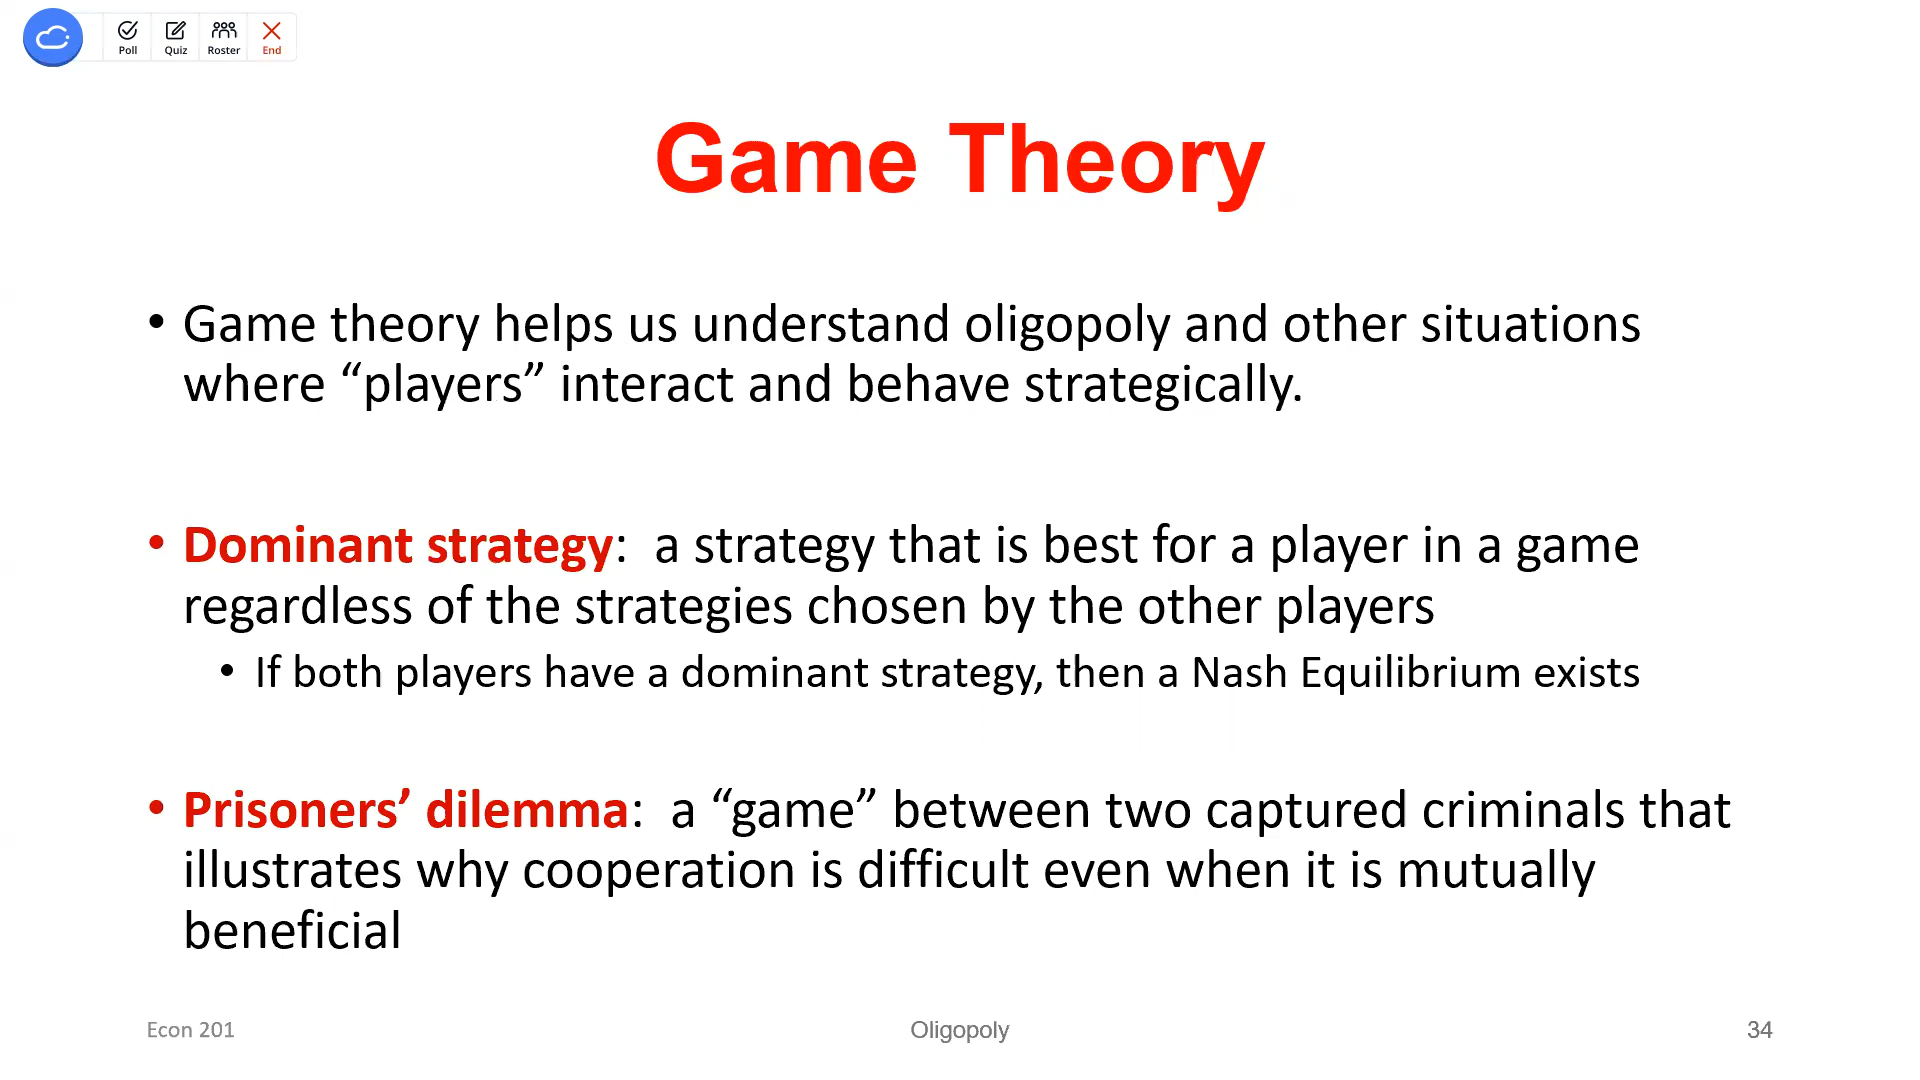 Poll Quiz Roster End
Game Theory
• Game theory helps us understand oligopoly and other situations
where “players” interact and behave strategically.
• Dominant strategy:  a strategy that is best for a player in a game
regardless of the strategies chosen by the other players
• If both players have a dominant strategy, then a Nash Equilibrium exists
• Prisoners’ dilemma:  a “game” between two captured criminals that
illustrates why cooperation is difficult even when it is mutually
beneficial
Econ 201 Oligopoly 34